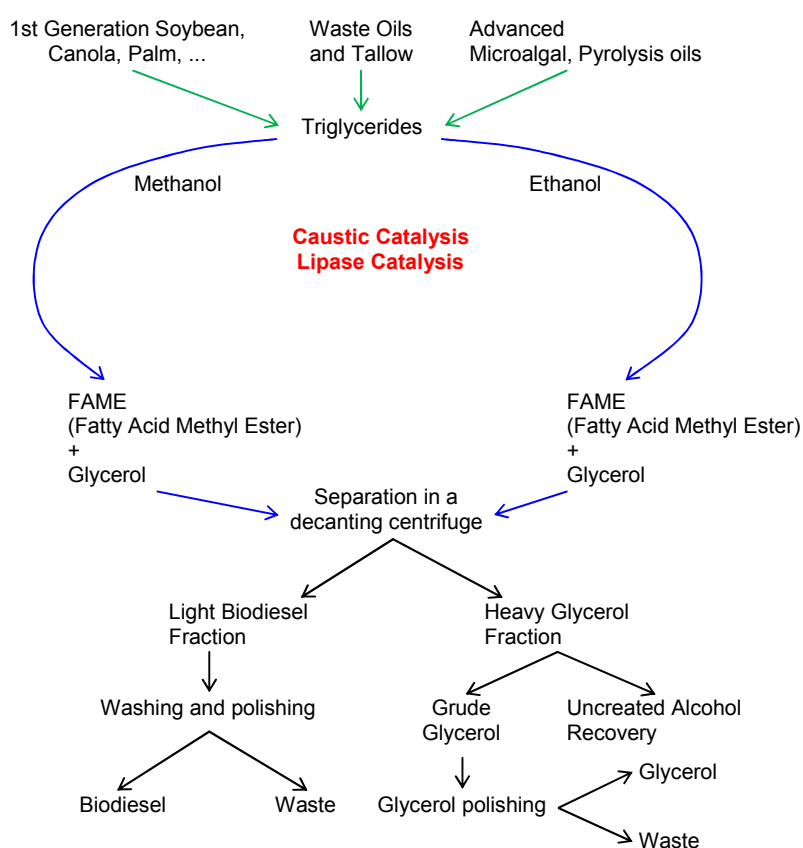 1st Generation Soybean,
Canola, Palm, ...
Waste Oils
and Tallow
Advanced
Microalgal, Pyrolysis oils
Triglycerides
Methanol
Ethanol
Caustic Catalysis
Lipase Catalysis
FAME
(Fatty Acid Methyl Ester)
+
Glycerol
FAME
(Fatty Acid Methyl Ester)
+
Glycerol
Separation in a
decanting centrifuge
Light Biodiesel
Fraction
Heavy Glycerol
Fraction
Washing and polishing
Grude
Glycerol
Uncreated Alcohol
Recovery
Biodiesel
Waste
Glycerol polishing
Glycerol
Waste